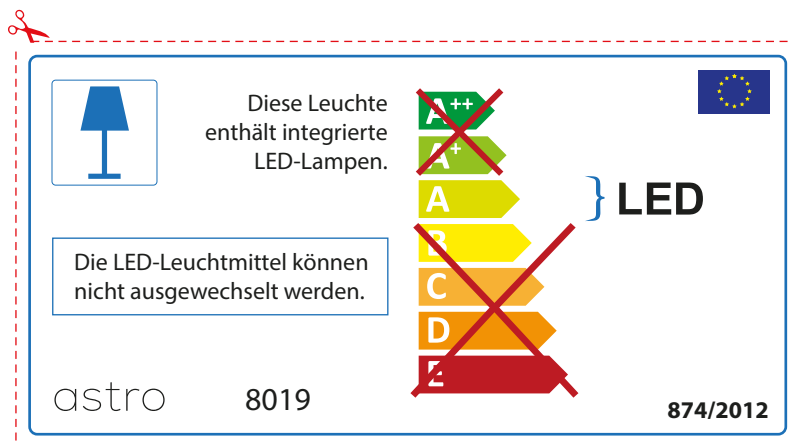 Diese Leuchte
enthält integrierte
LED-Lampen.
A++
A+
A
B
C
D
E
LED
Die LED-Leuchtmittel können
nicht ausgewechselt werden.
astro
8019
874/2012